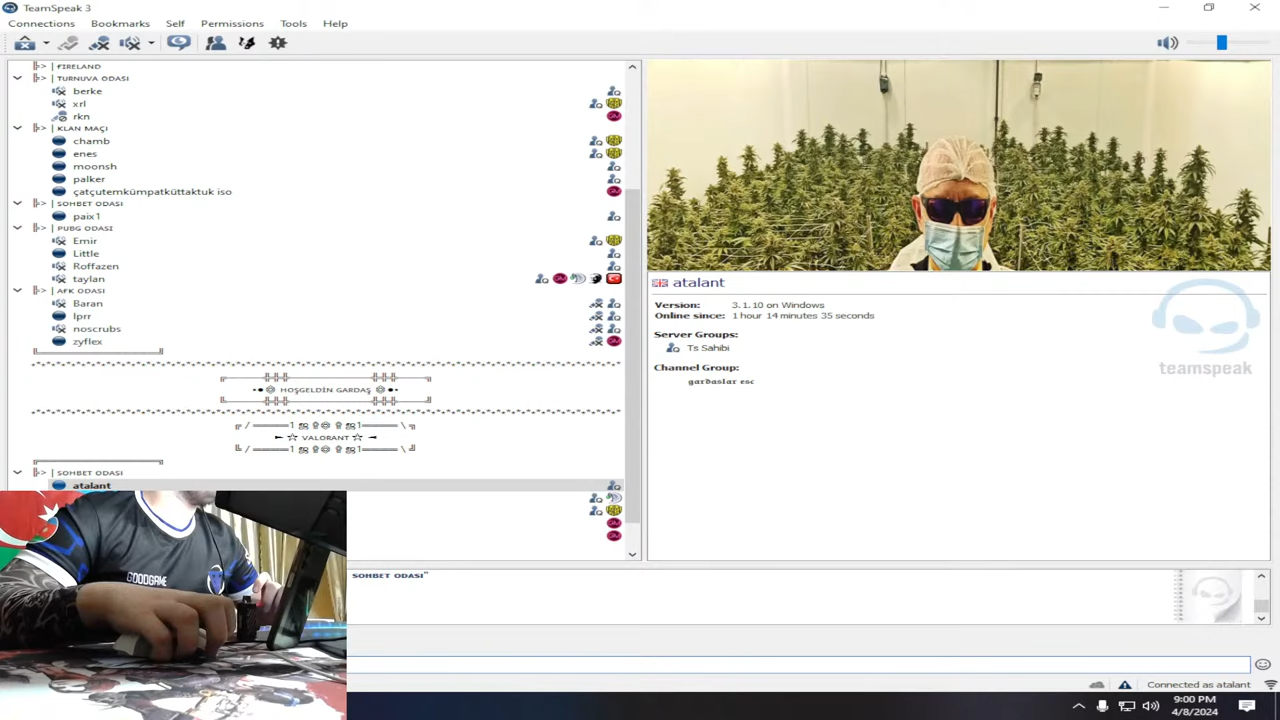 TeamSpeak 3
Connections Bookmarks Self Permissions Tools Help
| FIRELAND
| TURNUVA ODASI
berke
xrl
rkn
| KLAN MAÇI
chamb
enes
moonsh
palker
çatçutemkümpatküttaktuk iso
| SOHBET ODASI
paix1
| PUBG ODASI
Emir
Little
Roffazen
taylan
| AFK ODASI
Baran
lprr
noscrubs
zyflex
HOŞGELDİN GARDAŞ
☆ VALORANT ☆
| SOHBET ODASI
atalant
atalant
Version: 3.1.10 on Windows
Online since: 1 hour 14 minutes 35 seconds
Server Groups:
Ts Sahibi
Channel Group:
gardaslar esc
teamspeak
SOHBET ODASI"
GOODGAME
Connected as atalant
9:00 PM
4/8/2024